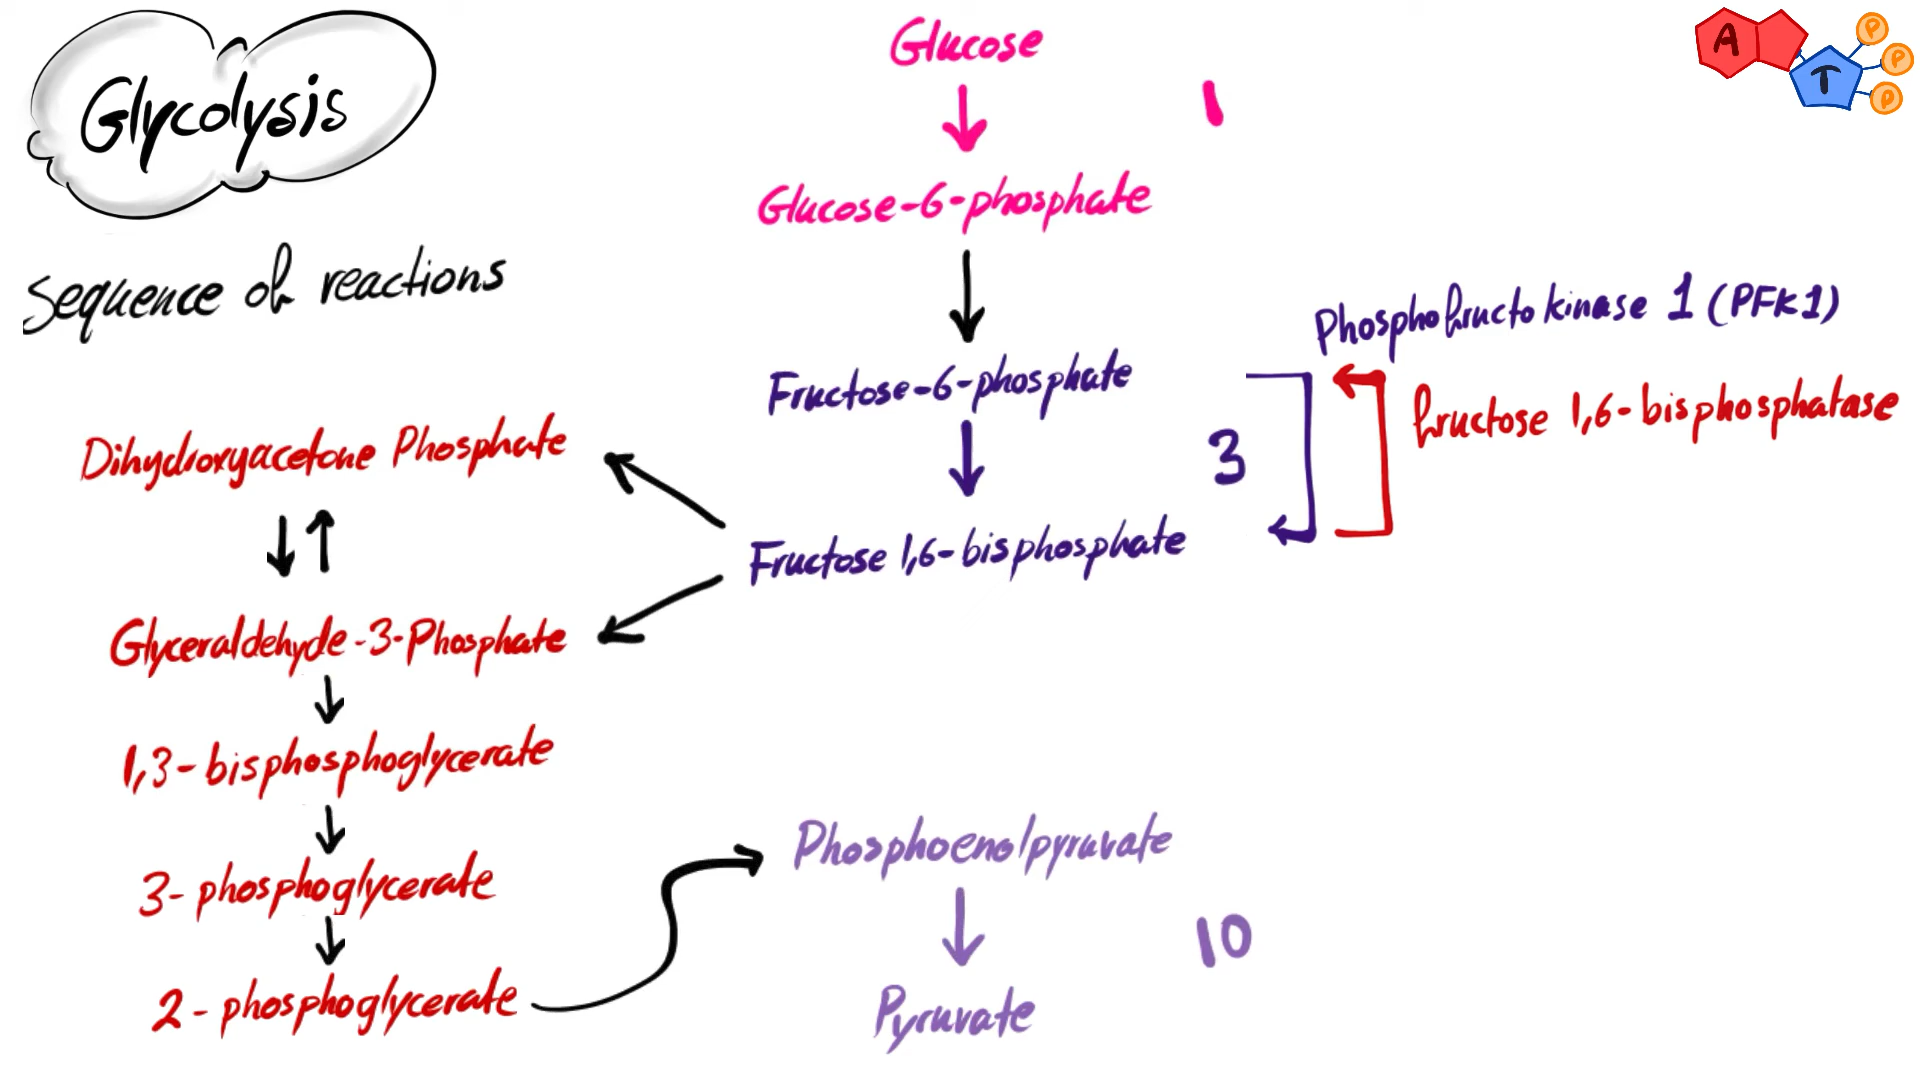 Glycolysis
Sequence of reactions
Glucose
1
Glucose-6-phosphate
Fructose-6-phosphate
3
Fructose 1,6-bisphosphate
Phosphofructokinase 1 (PFK1)
fructose 1,6-bisphosphatase
Dihydroxyacetone Phosphate
Glyceraldehyde-3-Phosphate
1,3-bisphosphoglycerate
3-phosphoglycerate
2-phosphoglycerate
Phosphoenolpyruvate
10
Pyruvate
A T P P P